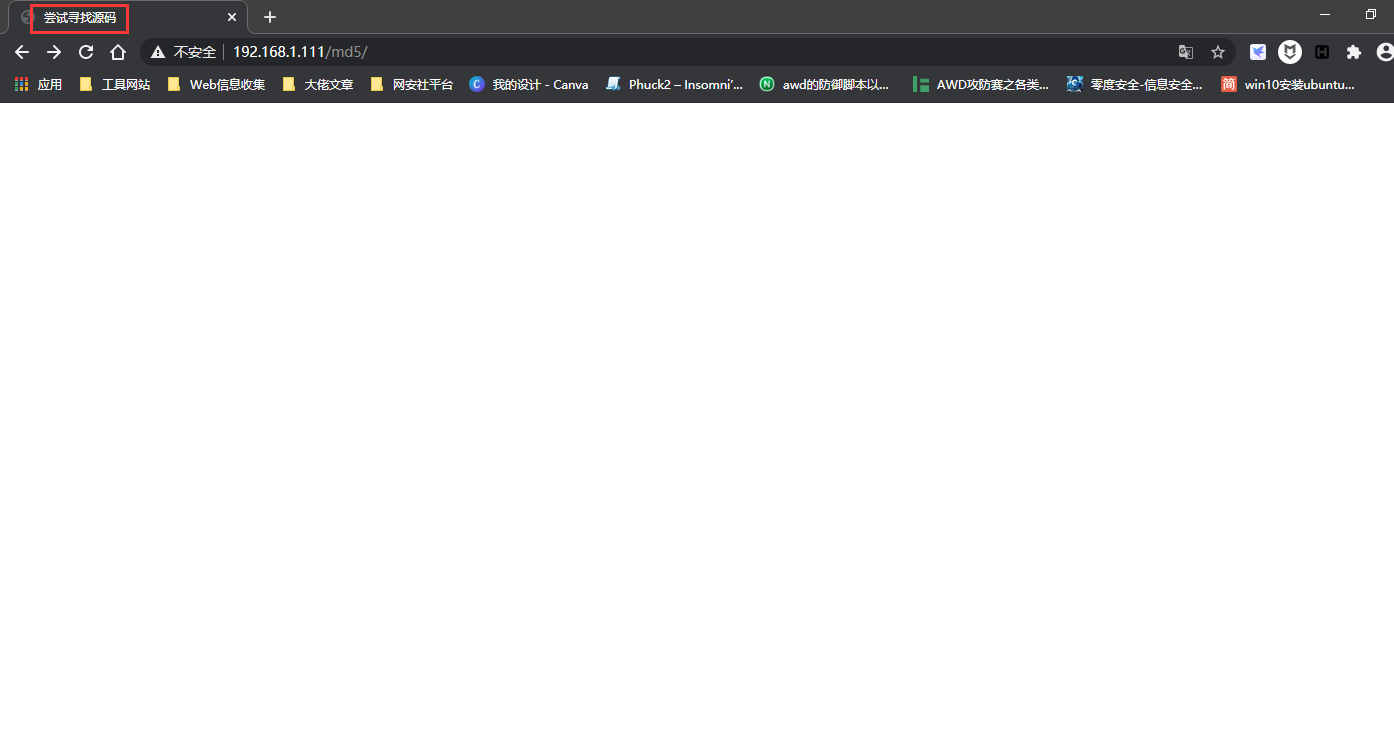 尝试寻找源码
不安全 192.168.1.111/md5/
应用 工具网站 Web信息收集 大佬文章 网安社平台 我的设计 - Canva Phuck2 – Insomni'... awd的防御脚本以... AWD攻防赛之各类... 零度安全-信息安全... win10安装ubuntu...